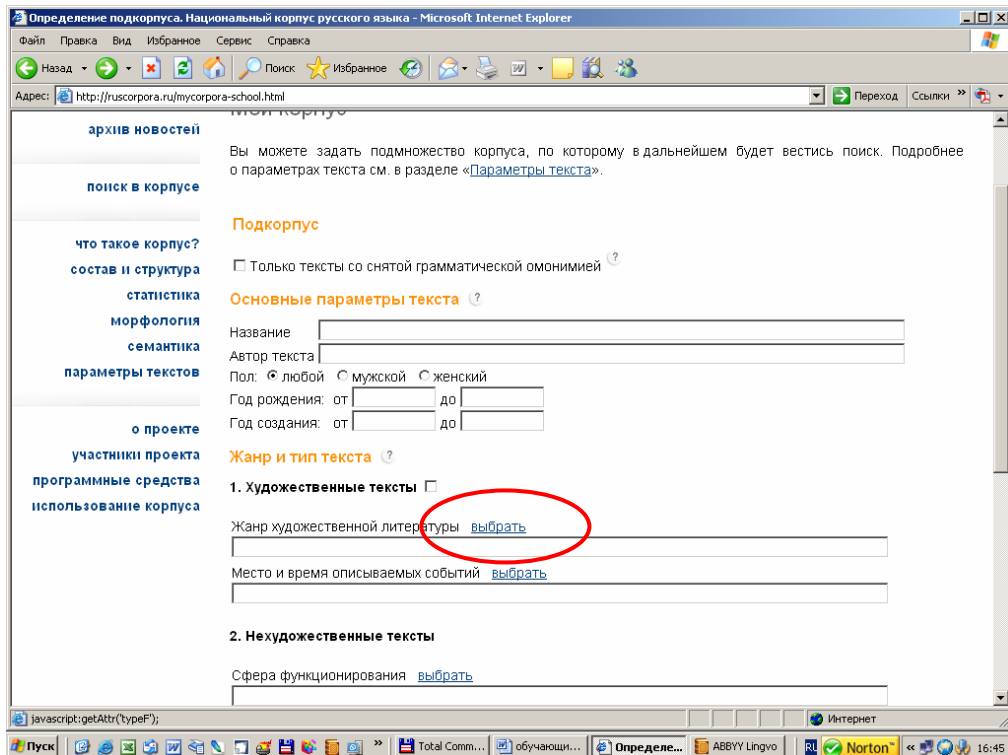 Определение подкорпуса. Национальный корпус русского языка - Microsoft Internet Explorer
Файл Правка Вид Избранное Сервис Справка
Назад Поиск Избранное
Адрес: http://ruscorpora.ru/mycorpora-school.html Переход Ссылки »
Мой корпус
архив новостей
Вы можете задать подмножество корпуса, по которому в дальнейшем будет вестись поиск. Подробнее
о параметрах текста см. в разделе «Параметры текста».
поиск в корпусе
Подкорпус
что такое корпус?
Только тексты со снятой грамматической омонимией ?
состав и структура
статистика
Основные параметры текста ?
морфология
Название
семантика
Автор текста
параметры текстов
Пол: любой мужской женский
Год рождения: от до
Год создания: от до
о проекте
участники проекта
Жанр и тип текста ?
программные средства
1. Художественные тексты
использование корпуса
Жанр художественной литературы выбрать
Место и время описываемых событий выбрать
2. Нехудожественные тексты
Сфера функционирования выбрать
javascript:getAttr('typeF'); Интернет
Пуск » Total Comm... обучающи... Определе... ABBYY Lingvo RL Norton™ « 16:45